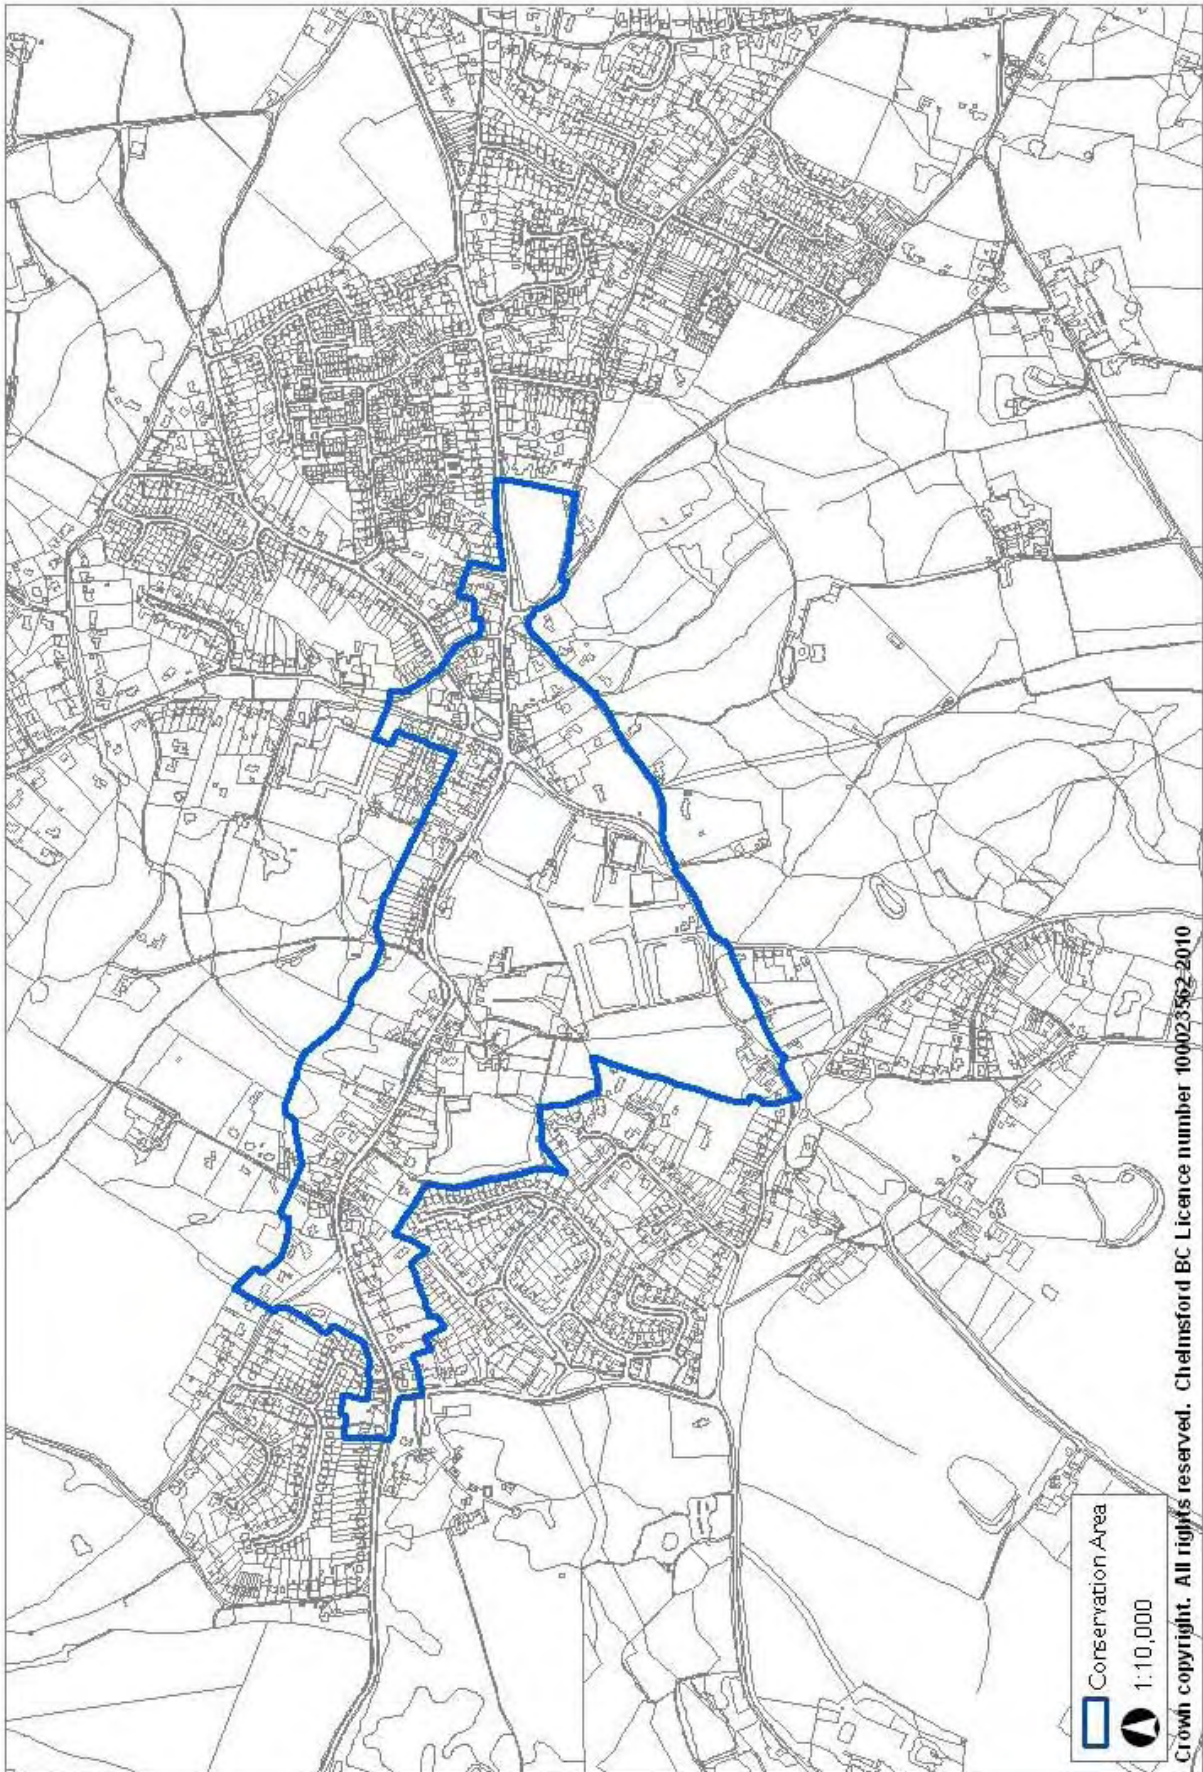 Conservation Area
1:10,000
Crown copyright. All rights reserved. Chelmsford BC Licence number 100023562 2010